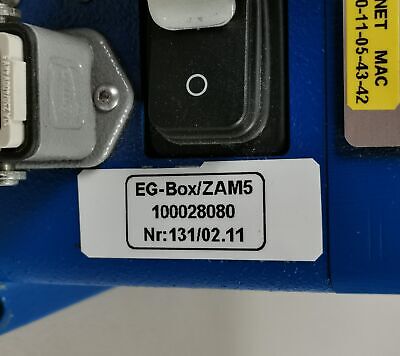 EG-Box/ZAM5
100028080
Nr:131/02.11
NET MAC
0-11-05-43-42